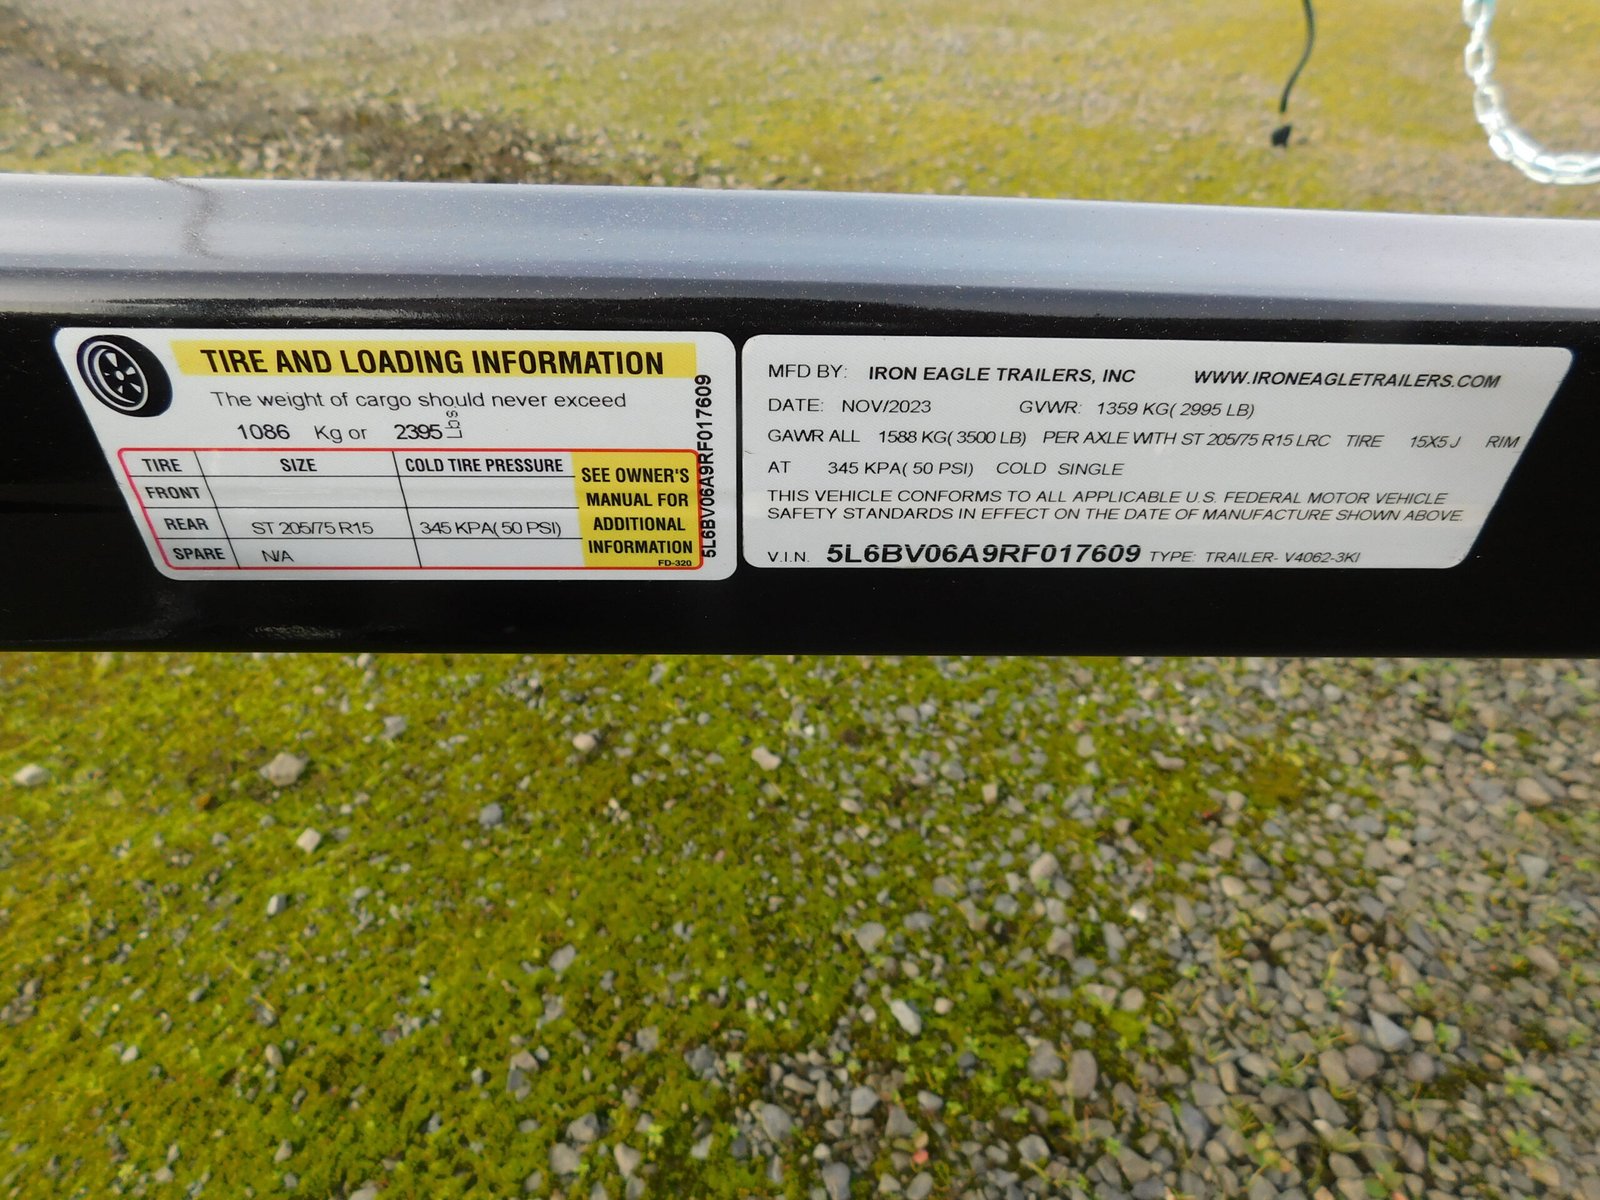 TIRE AND LOADING INFORMATION
The weight of cargo should never exceed
1086 Kg or 2395 Lbs
TIRE SIZE COLD TIRE PRESSURE
FRONT
REAR ST 205/75 R15 345 KPA( 50 PSI)
SPARE N/A
SEE OWNER'S
MANUAL FOR
ADDITIONAL
INFORMATION
FD-320
5L6BV06A9RF017609
MFD BY: IRON EAGLE TRAILERS, INC WWW.IRONEAGLETRAILERS.COM
DATE: NOV/2023 GVWR: 1359 KG( 2995 LB)
GAWR ALL 1588 KG( 3500 LB) PER AXLE WITH ST 205/75 R15 LRC TIRE 15X5 J RIM
AT 345 KPA( 50 PSI) COLD SINGLE
THIS VEHICLE CONFORMS TO ALL APPLICABLE U.S. FEDERAL MOTOR VEHICLE
SAFETY STANDARDS IN EFFECT ON THE DATE OF MANUFACTURE SHOWN ABOVE.
V.I.N. 5L6BV06A9RF017609 TYPE: TRAILER- V4062-3KI